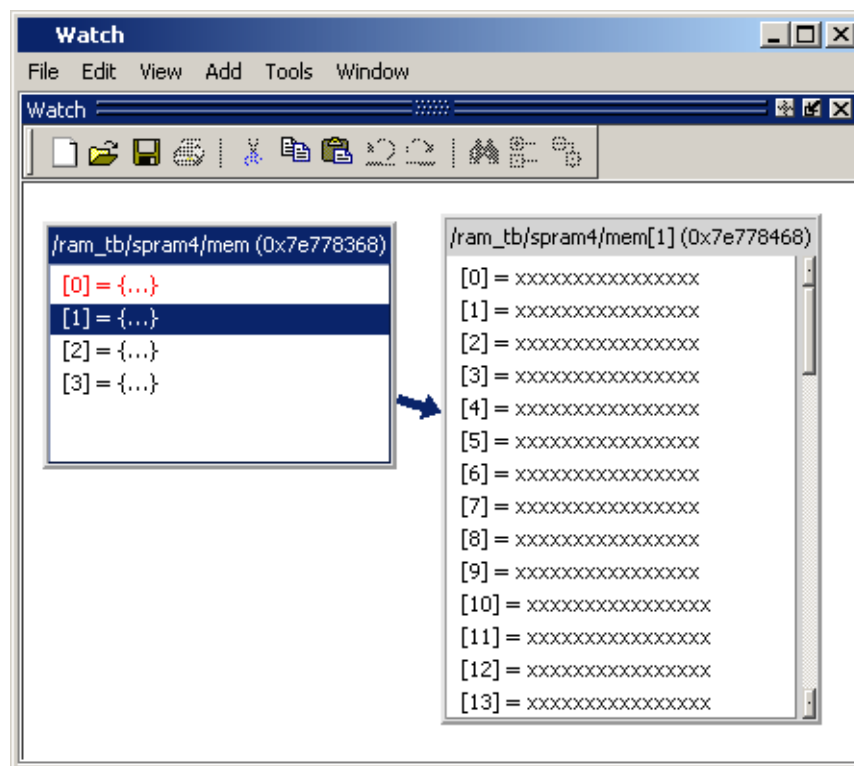 Watch
File Edit View Add Tools Window
Watch
/ram_tb/spram4/mem (0x7e778368)
[0] = {...}
[1] = {...}
[2] = {...}
[3] = {...}
/ram_tb/spram4/mem[1] (0x7e778468)
[0] = xxxxxxxxxxxxxxxx
[1] = xxxxxxxxxxxxxxxx
[2] = xxxxxxxxxxxxxxxx
[3] = xxxxxxxxxxxxxxxx
[4] = xxxxxxxxxxxxxxxx
[5] = xxxxxxxxxxxxxxxx
[6] = xxxxxxxxxxxxxxxx
[7] = xxxxxxxxxxxxxxxx
[8] = xxxxxxxxxxxxxxxx
[9] = xxxxxxxxxxxxxxxx
[10] = xxxxxxxxxxxxxxxx
[11] = xxxxxxxxxxxxxxxx
[12] = xxxxxxxxxxxxxxxx
[13] = xxxxxxxxxxxxxxxx